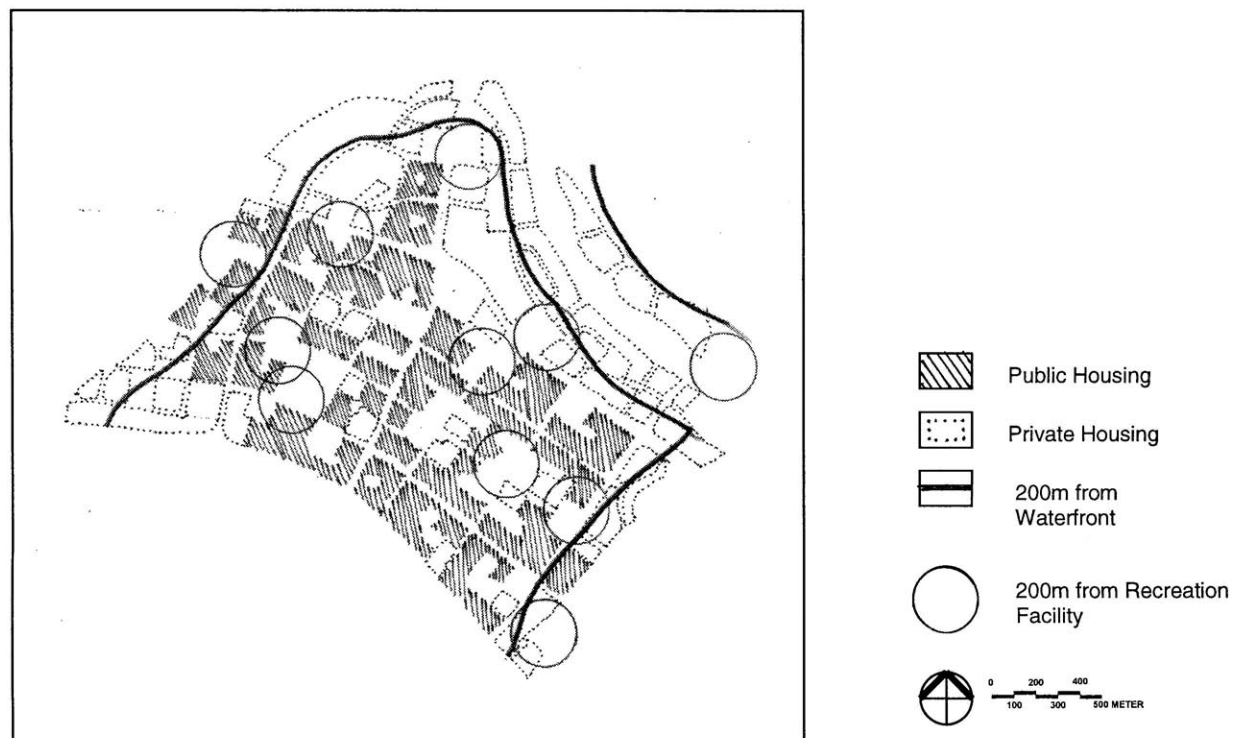 Public Housing
Private Housing
200m from
Waterfront
200m from Recreation
Facility
0 200 400
100 300 500 METER